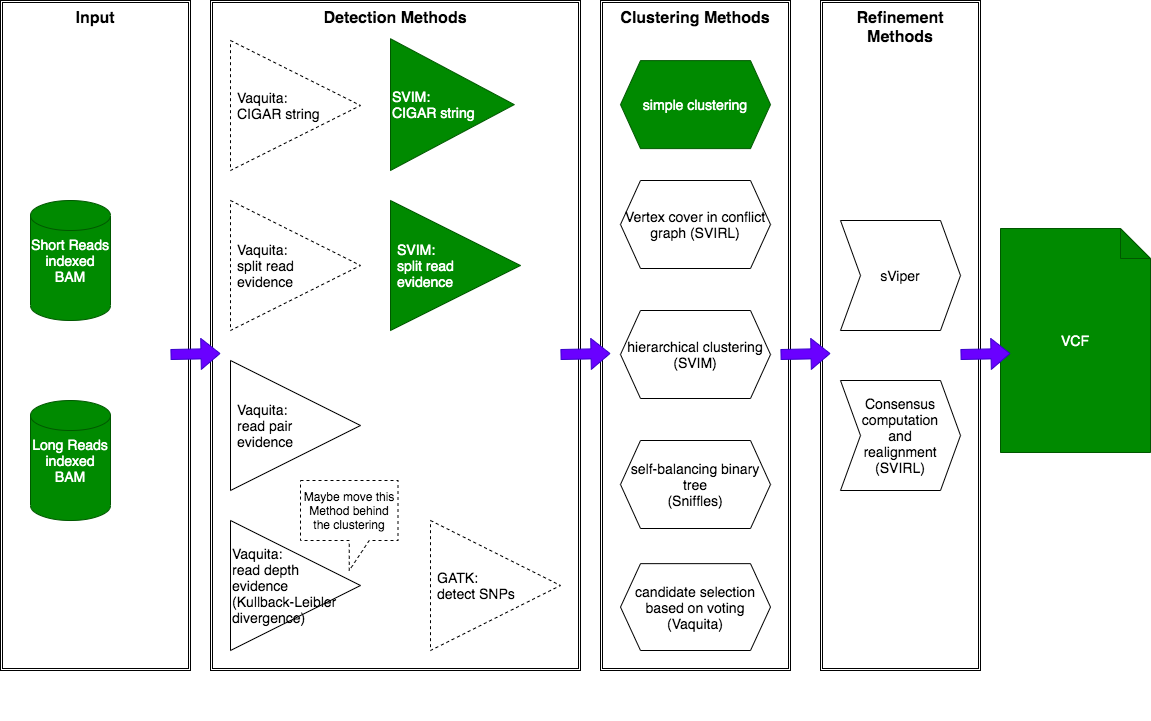 Input
Short Reads
indexed
BAM
Long Reads
indexed
BAM
Detection Methods
Vaquita:
CIGAR string
SVIM:
CIGAR string
Vaquita:
split read
evidence
SVIM:
split read
evidence
Vaquita:
read pair
evidence
Maybe move this
Method behind
the clustering
Vaquita:
read depth
evidence
(Kullback-Leibler
divergence)
GATK:
detect SNPs
Clustering Methods
simple clustering
Vertex cover in conflict
graph (SVIRL)
hierarchical clustering
(SVIM)
self-balancing binary
tree
(Sniffles)
candidate selection
based on voting
(Vaquita)
Refinement
Methods
sViper
Consensus
computation
and
realignment
(SVIRL)
VCF